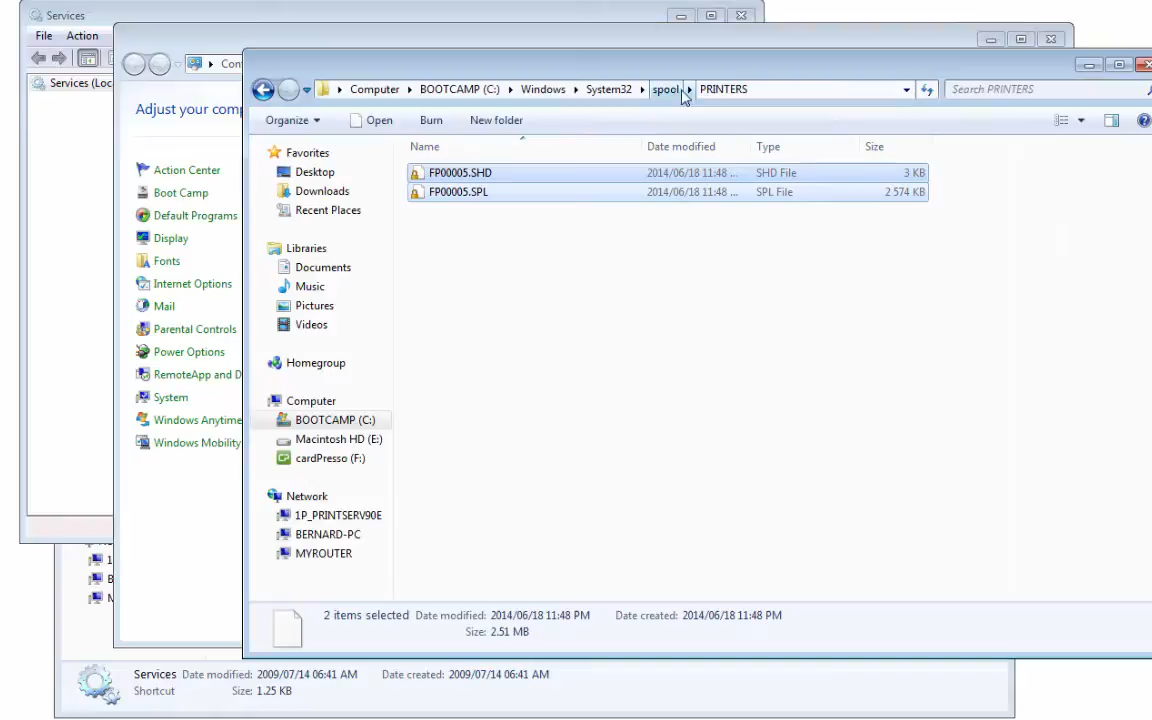 Services
File Action
Services (Loc
Con
Adjust your comp
Action Center
Boot Camp
Default Programs
Display
Fonts
Internet Options
Mail
Parental Controls
Power Options
RemoteApp and D
System
Windows Anytime
Windows Mobility
Computer BOOTCAMP (C:) Windows System32 spool PRINTERS
Search PRINTERS
Organize Open Burn New folder
Name Date modified Type Size
FP00005.SHD 2014/06/18 11:48 ... SHD File 3 KB
FP00005.SPL 2014/06/18 11:48 ... SPL File 2 574 KB
Favorites
Desktop
Downloads
Recent Places
Libraries
Documents
Music
Pictures
Videos
Homegroup
Computer
BOOTCAMP (C:)
Macintosh HD (E:)
cardPresso (F:)
Network
1P_PRINTSERV90E
BERNARD-PC
MYROUTER
2 items selected Date modified: 2014/06/18 11:48 PM Date created: 2014/06/18 11:48 PM
Size: 2.51 MB
1
B
M
Services Date modified: 2009/07/14 06:41 AM Date created: 2009/07/14 06:41 AM
Shortcut Size: 1.25 KB